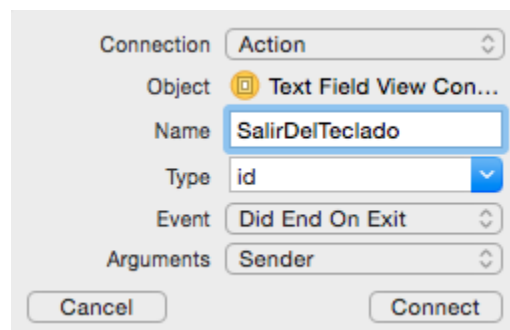 Connection Action
Object Text Field View Con...
Name SalirDelTeclado
Type id
Event Did End On Exit
Arguments Sender
Cancel Connect